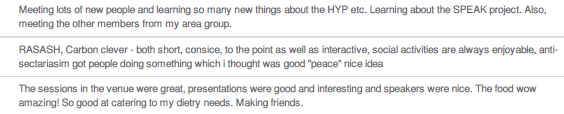 Meeting lots of new people and learning so many new things about the HYP etc. Learning about the SPEAK project. Also,
meeting the other members from my area group.
RASASH, Carbon clever - both short, consice, to the point as well as interactive, social activities are always enjoyable, anti-
sectariasim got people doing something which i thought was good "peace" nice idea
The sessions in the venue were great, presentations were good and interesting and speakers were nice. The food wow
amazing! So good at catering to my dietry needs. Making friends.